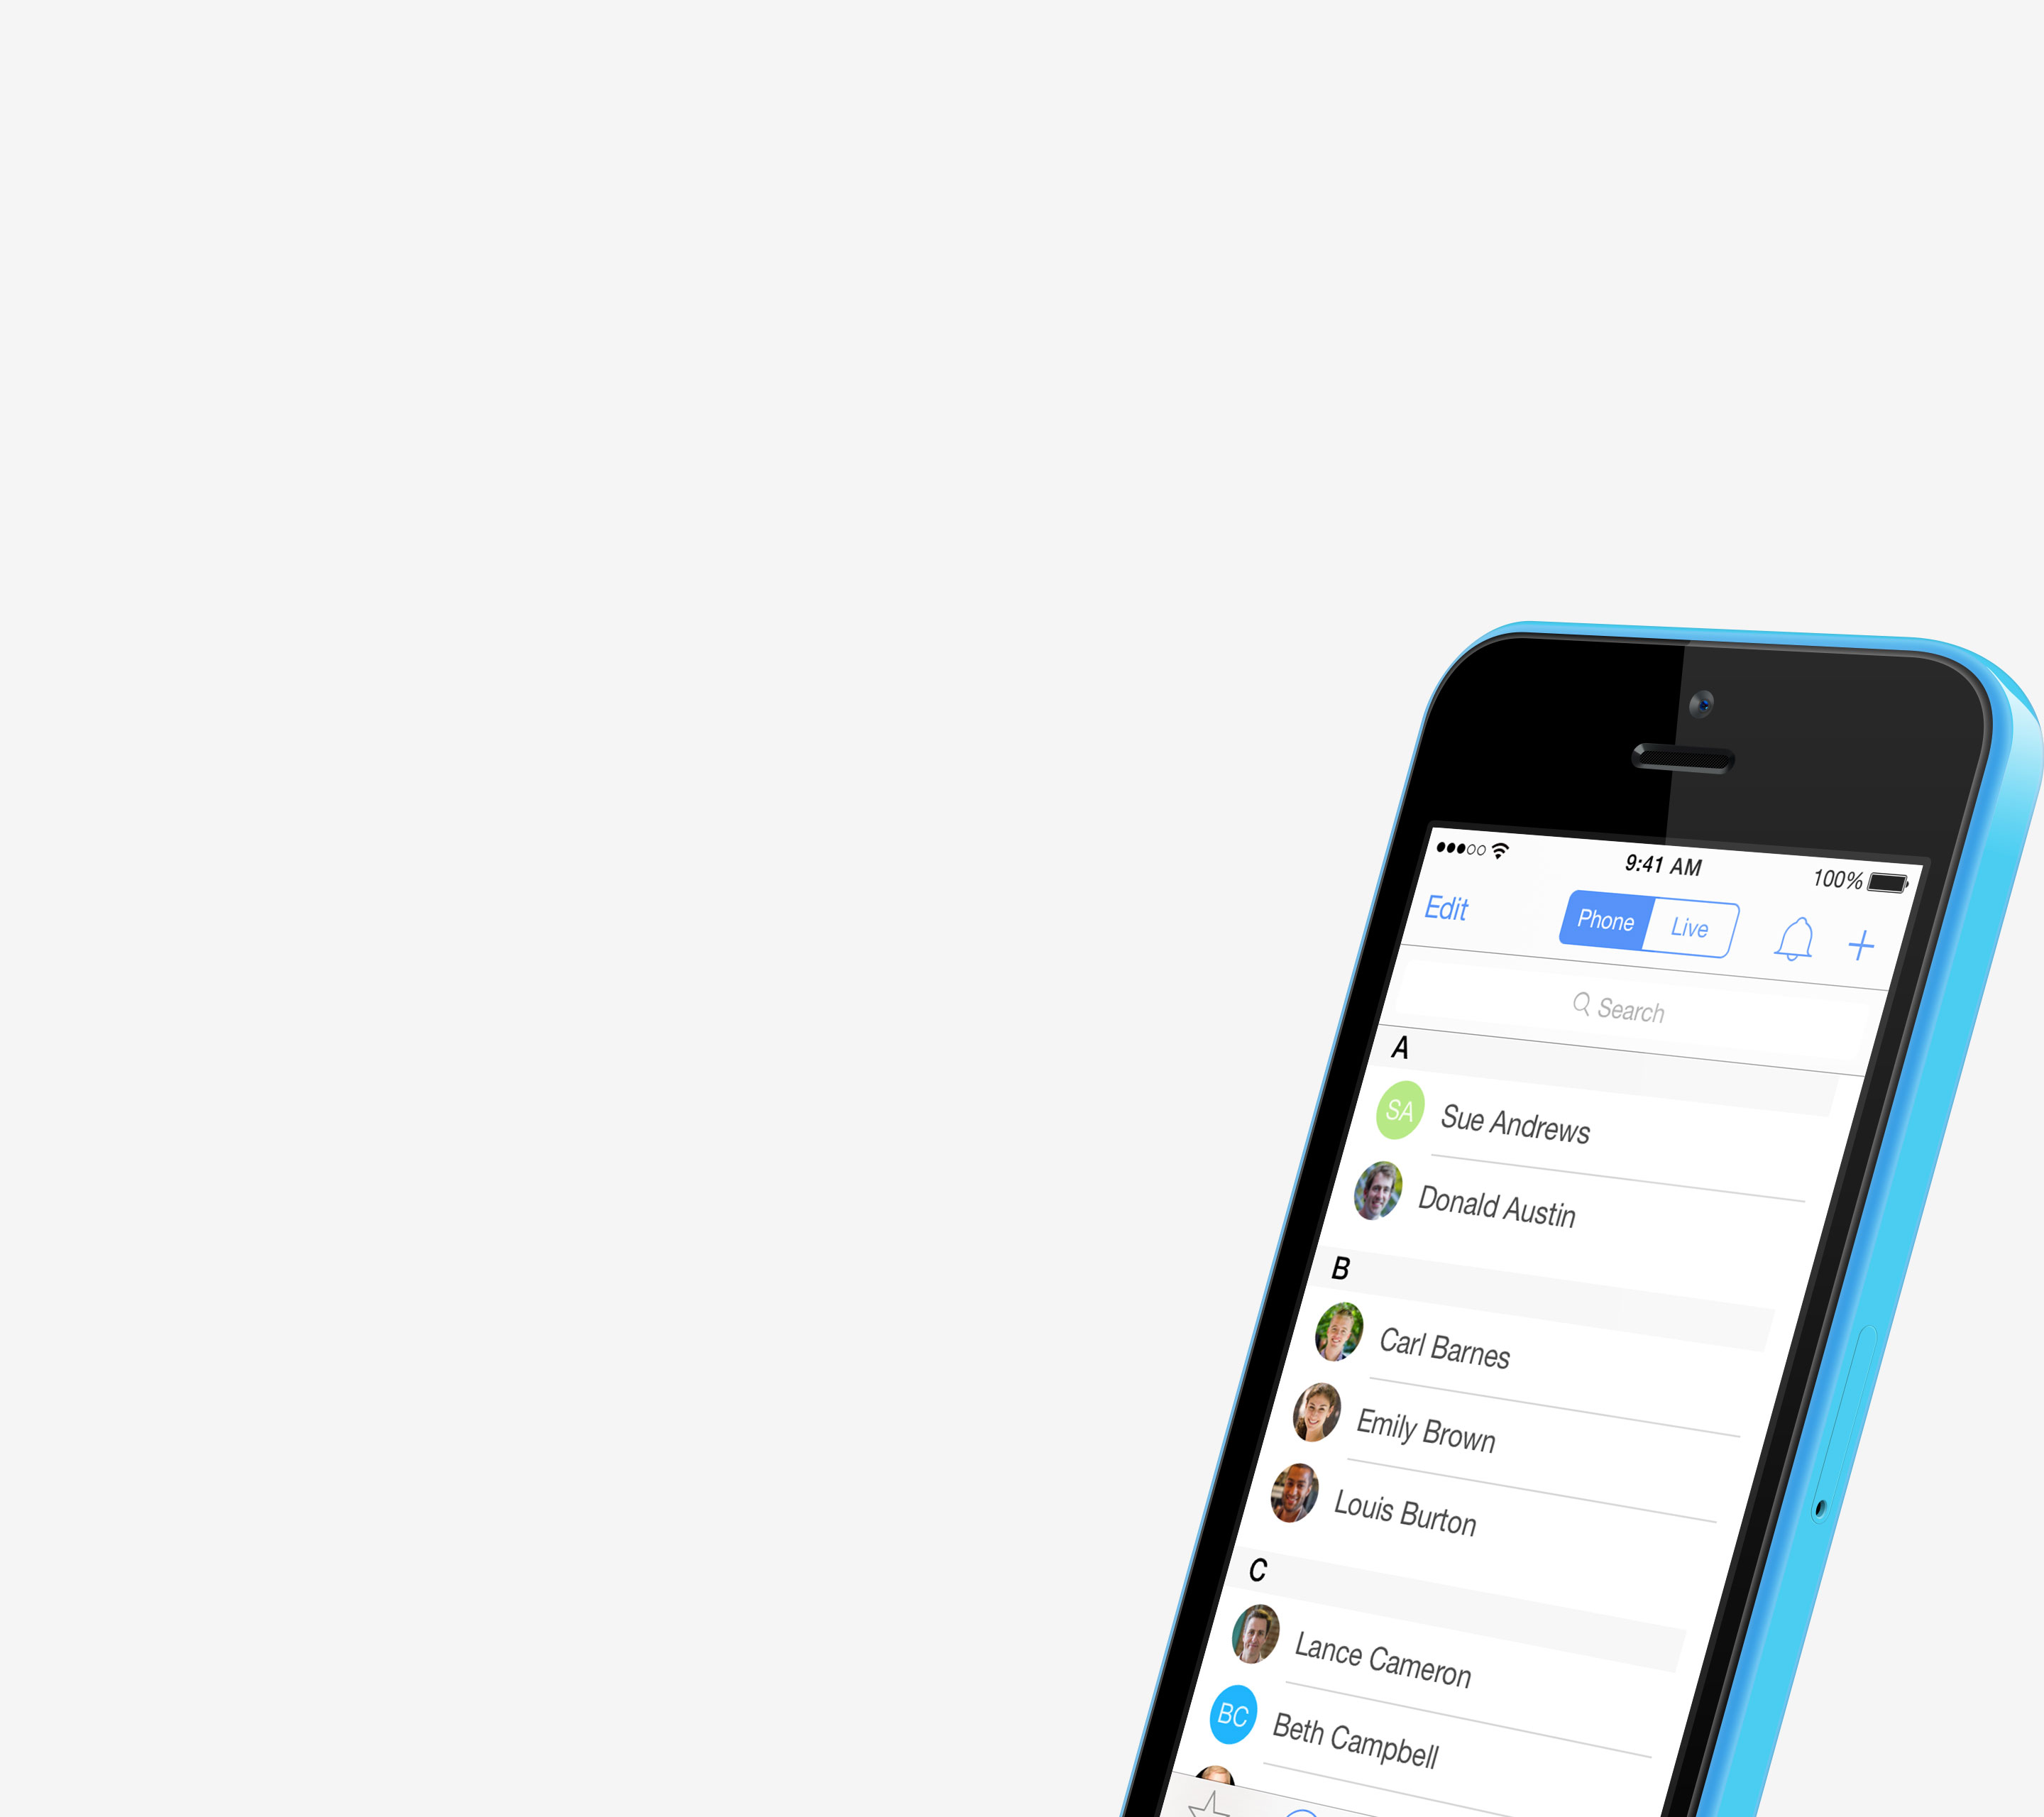 9:41 AM
100%
Edit
Phone
Live
Search
A
SA
Sue Andrews
Donald Austin
B
Carl Barnes
Emily Brown
Louis Burton
C
Lance Cameron
BC
Beth Campbell